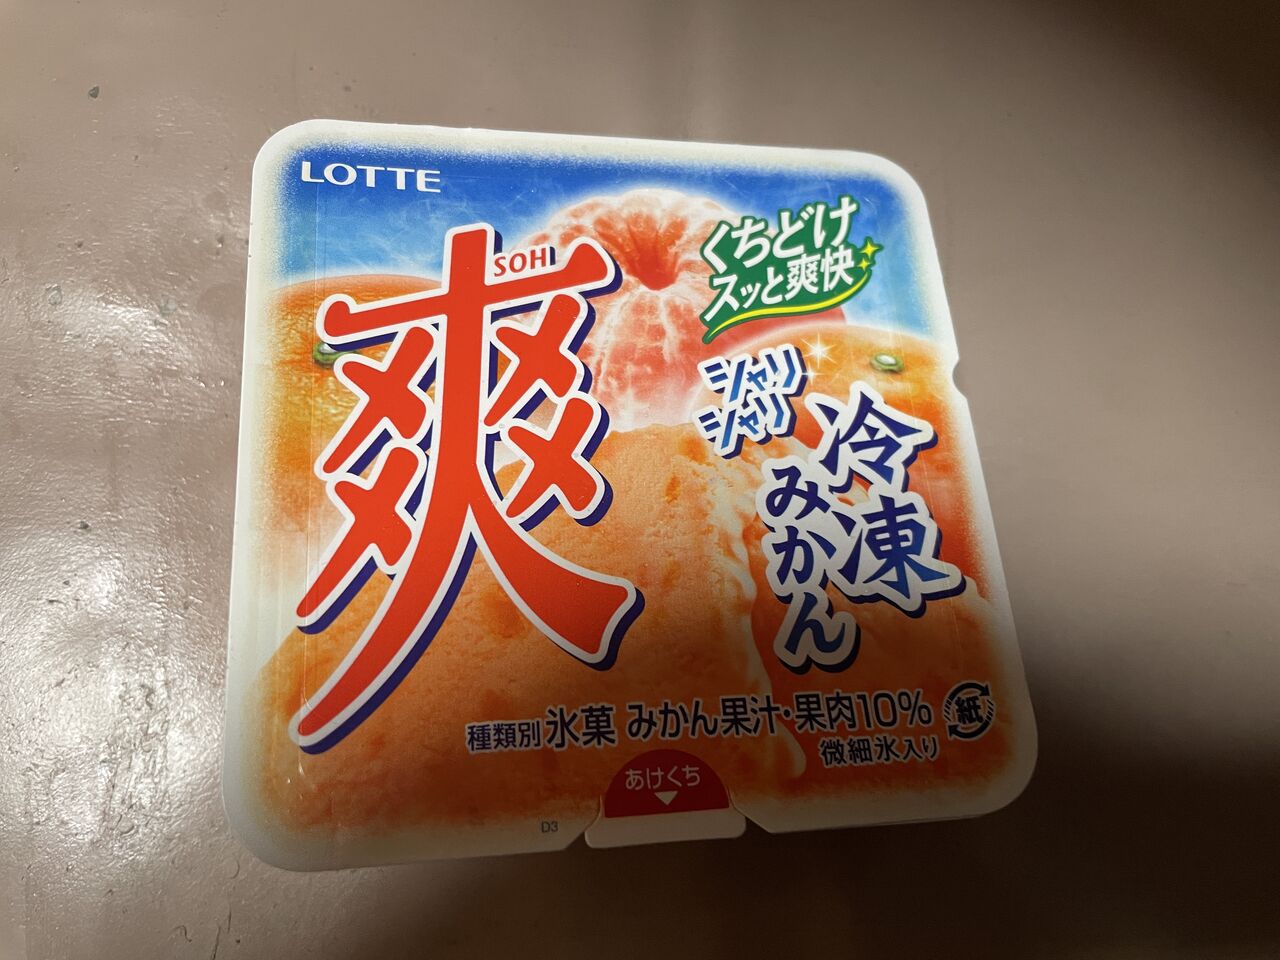 LOTTE
爽
SOH
くちどけ
スッと爽快
シャリ
シャリ
冷凍
みかん
種類別 氷菓 みかん果汁・果肉10%
微細氷入り
紙
あけくち
D3